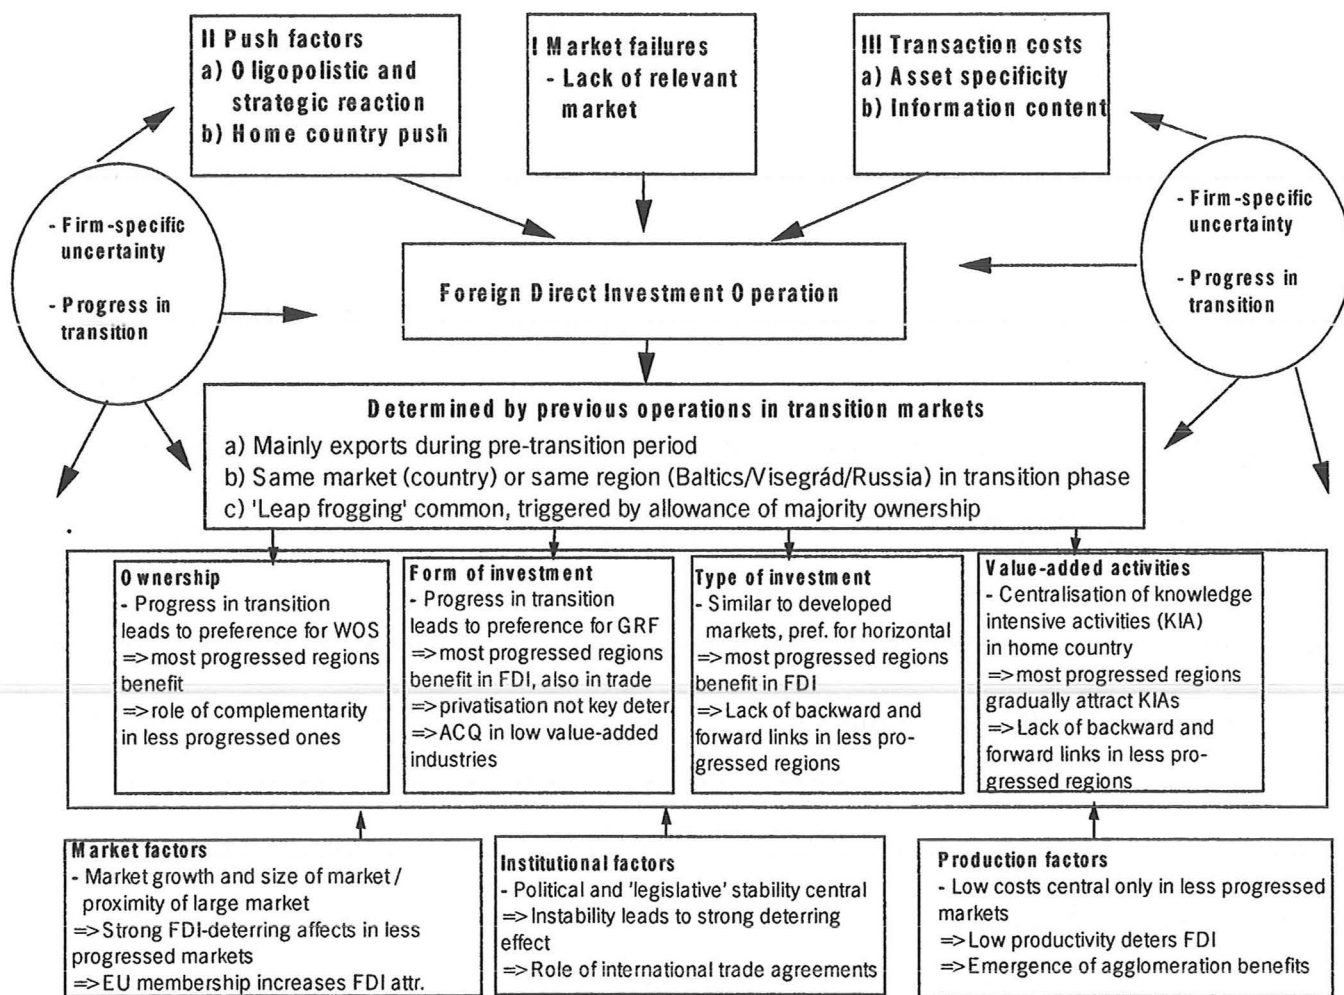 II Push factors
a) Oligopolistic and
strategic reaction
b) Home country push
I Market failures
- Lack of relevant
market
III Transaction costs
a) Asset specificity
b) Information content
- Firm-specific
uncertainty
- Progress in
transition
- Firm-specific
uncertainty
- Progress in
transition
Foreign Direct Investment Operation
Determined by previous operations in transition markets
a) Mainly exports during pre-transition period
b) Same market (country) or same region (Baltics/Visegrád/Russia) in transition phase
c) 'Leap frogging' common, triggered by allowance of majority ownership
Ownership
- Progress in transition
leads to preference for WOS
=>most progressed regions
benefit
=>role of complementarity
in less progressed ones
Form of investment
- Progress in transition
leads to preference for GRF
=>most progressed regions
benefit in FDI, also in trade
=>privatisation not key deter.
=>ACQ in low value-added
industries
Type of investment
- Similar to developed
markets, pref. for horizontal
=>most progressed regions
benefit in FDI
=>Lack of backward and
forward links in less pro-
gressed regions
Value-added activities
- Centralisation of knowledge
intensive activities (KIA)
in home country
=>most progressed regions
gradually attract KIAs
=>Lack of backward and
forward links in less pro-
gressed regions
Market factors
- Market growth and size of market/
proximity of large market
=>Strong FDI-deterring affects in less
progressed markets
=>EU membership increases FDI attr.
Institutional factors
- Political and 'legislative' stability central
=>Instability leads to strong deterring
effect
=>Role of international trade agreements
Production factors
- Low costs central only in less progressed
markets
=>Low productivity deters FDI
=>Emergence of agglomeration benefits